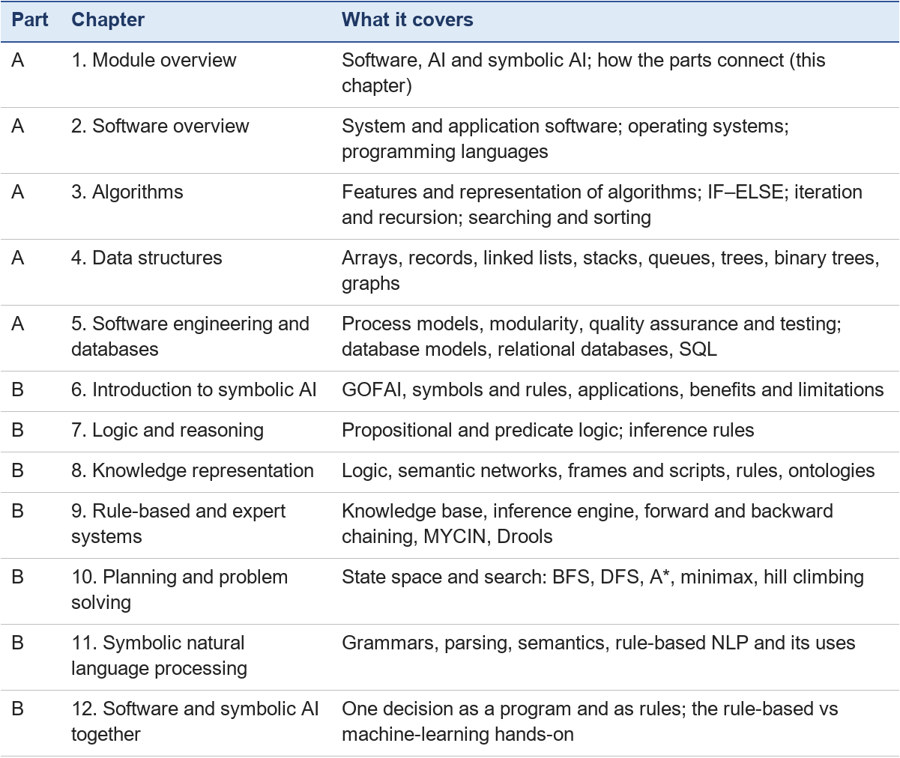 Part Chapter What it covers
A 1. Module overview Software, AI and symbolic AI; how the parts connect (this
chapter)
A 2. Software overview System and application software; operating systems;
programming languages
A 3. Algorithms Features and representation of algorithms; IF–ELSE; iteration
and recursion; searching and sorting
A 4. Data structures Arrays, records, linked lists, stacks, queues, trees, binary trees,
graphs
A 5. Software engineering and Process models, modularity, quality assurance and testing;
databases database models, relational databases, SQL
B 6. Introduction to symbolic AI GOFAI, symbols and rules, applications, benefits and limitations
B 7. Logic and reasoning Propositional and predicate logic; inference rules
B 8. Knowledge representation Logic, semantic networks, frames and scripts, rules, ontologies
B 9. Rule-based and expert Knowledge base, inference engine, forward and backward
systems chaining, MYCIN, Drools
B 10. Planning and problem State space and search: BFS, DFS, A*, minimax, hill climbing
solving
B 11. Symbolic natural Grammars, parsing, semantics, rule-based NLP and its uses
language processing
B 12. Software and symbolic AI One decision as a program and as rules; the rule-based vs
together machine-learning hands-on